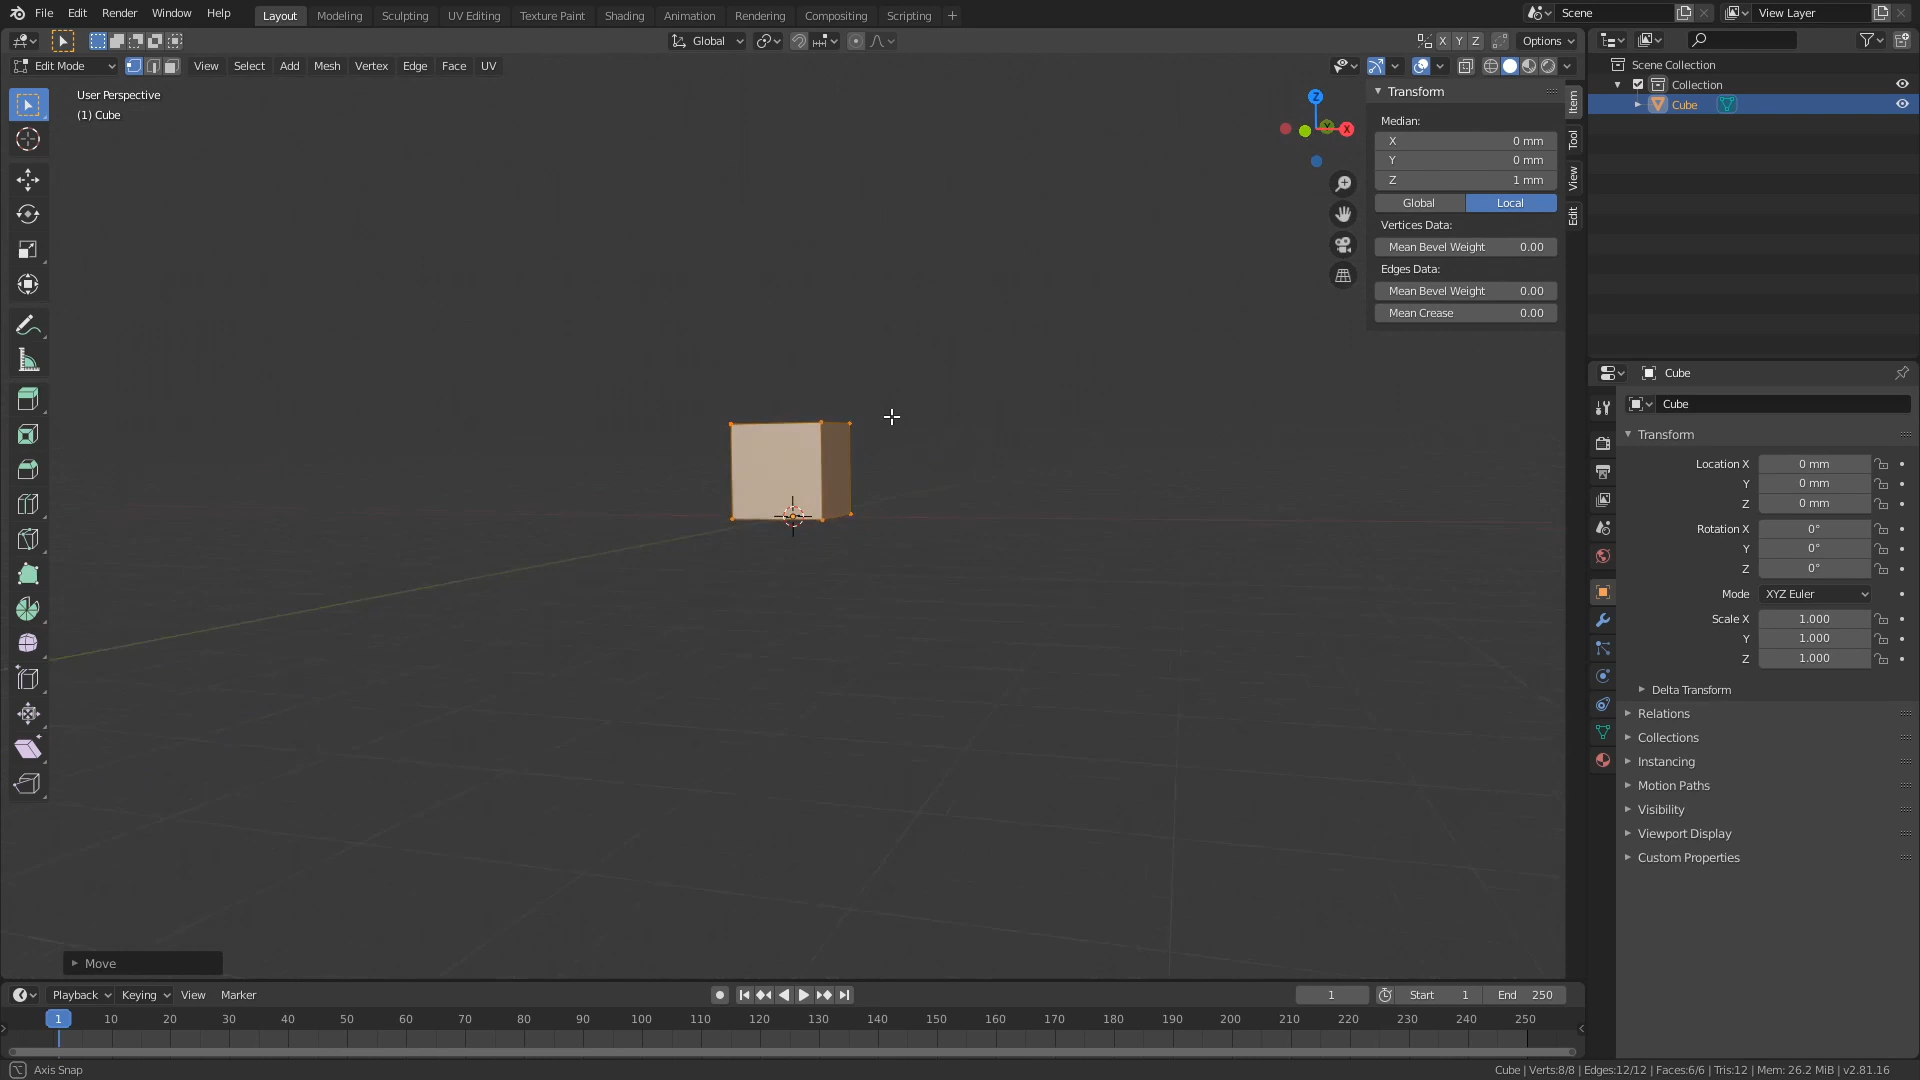 File Edit Render Window Help Layout Modeling Sculpting UV Editing Texture Paint Shading Animation Rendering Compositing Scripting + Scene View Layer
Global X Y Z Options
Edit Mode View Select Add Mesh Vertex Edge Face UV
User Perspective
(1) Cube
Z
Y
X
Transform
Median:
X 0 mm
Y 0 mm
Z 1 mm
Global Local
Vertices Data:
Mean Bevel Weight 0.00
Edges Data:
Mean Bevel Weight 0.00
Mean Crease 0.00
Item
Tool
View
Edit
Scene Collection
Collection
Cube
Cube
Cube
Transform
Location X 0 mm
Y 0 mm
Z 0 mm
Rotation X 0°
Y 0°
Z 0°
Mode XYZ Euler
Scale X 1.000
Y 1.000
Z 1.000
Delta Transform
Relations
Collections
Instancing
Motion Paths
Visibility
Viewport Display
Custom Properties
Move
Playback Keying View Marker 1 Start 1 End 250
1 10 20 30 40 50 60 70 80 90 100 110 120 130 140 150 160 170 180 190 200 210 220 230 240 250
Axis Snap
Cube | Verts:8/8 | Edges:12/12 | Faces:6/6 | Tris:12 | Mem: 26.2 MiB | v2.81.16